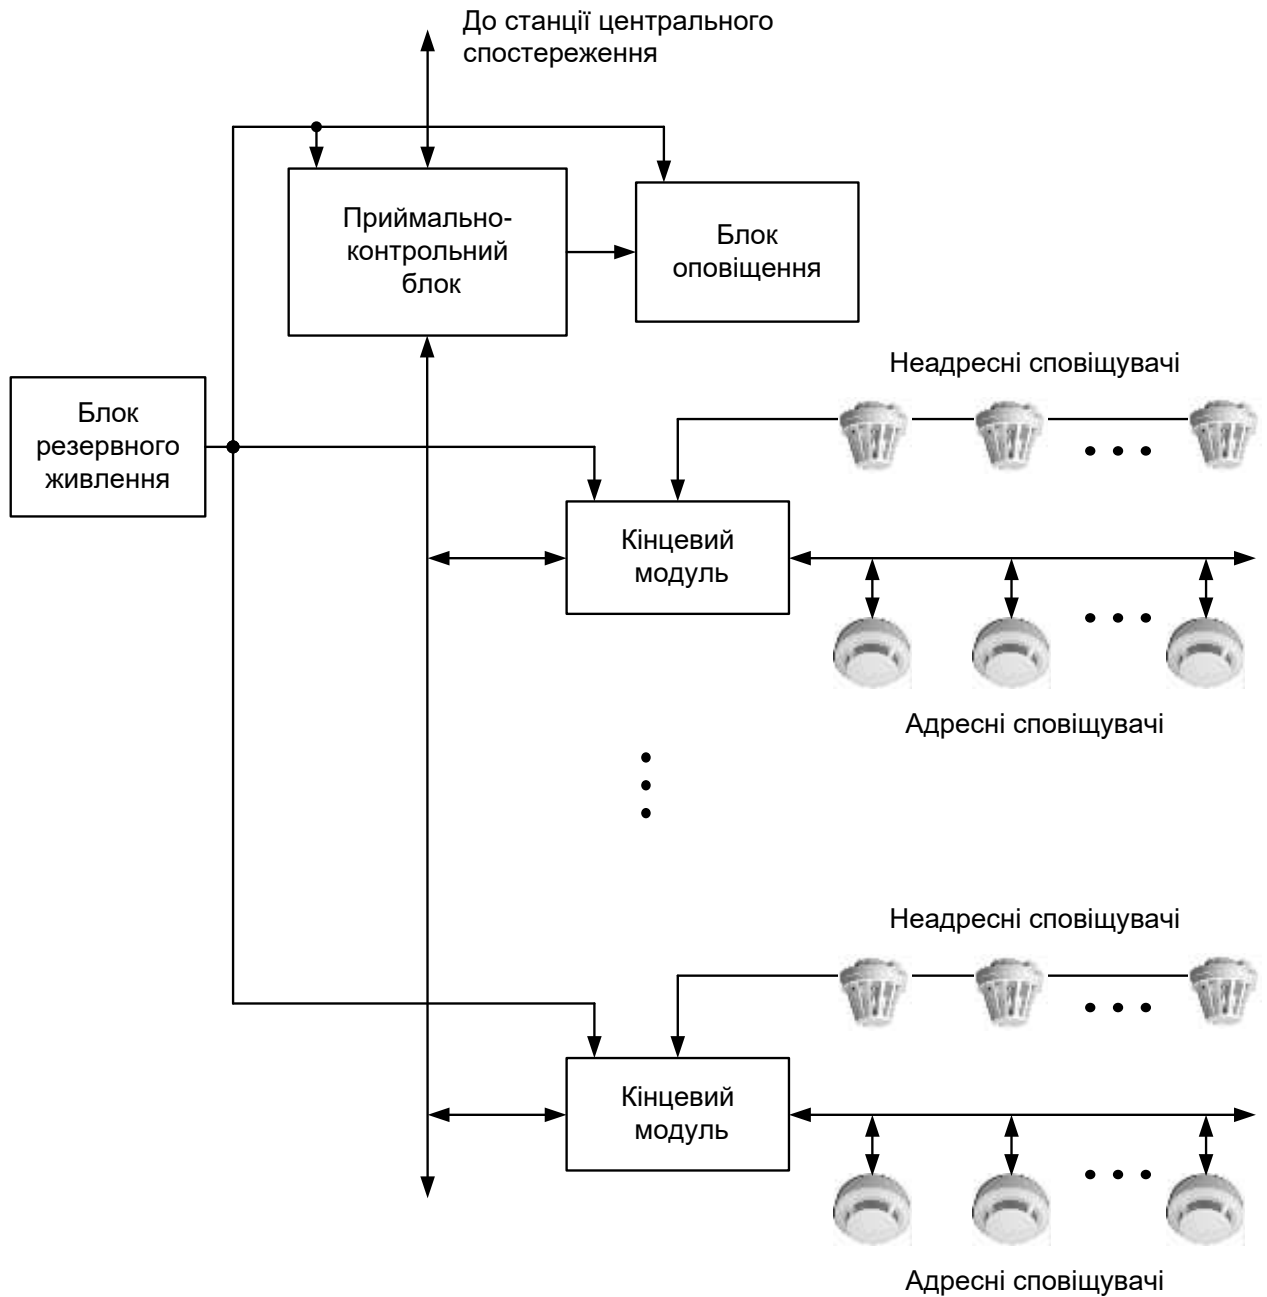 До станції центрального
спостереження
Приймально-
контрольний
блок
Блок
оповіщення
Неадресні сповіщувачі
Блок
резервного
живлення
Кінцевий
модуль
Адресні сповіщувачі
Неадресні сповіщувачі
Кінцевий
модуль
Адресні сповіщувачі